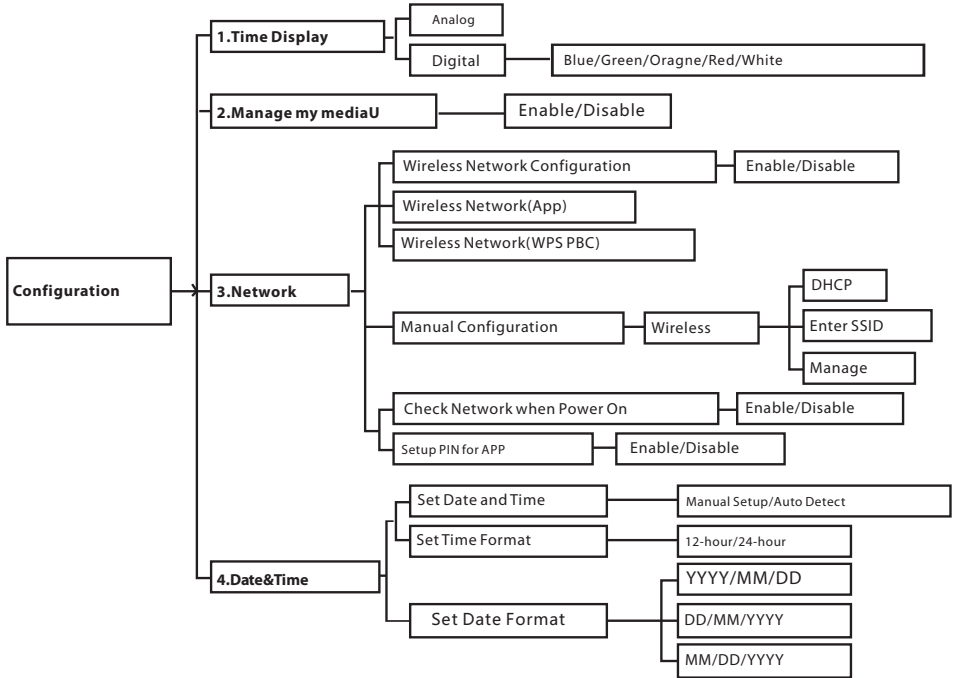 Configuration
1.Time Display
Analog
Digital
Blue/Green/Oragne/Red/White
2.Manage my mediaU
Enable/Disable
3.Network
Wireless Network Configuration
Enable/Disable
Wireless Network(App)
Wireless Network(WPS PBC)
Manual Configuration
Wireless
DHCP
Enter SSID
Manage
Check Network when Power On
Enable/Disable
Setup PIN for APP
Enable/Disable
4.Date&Time
Set Date and Time
Manual Setup/Auto Detect
Set Time Format
12-hour/24-hour
Set Date Format
YYYY/MM/DD
DD/MM/YYYY
MM/DD/YYYY